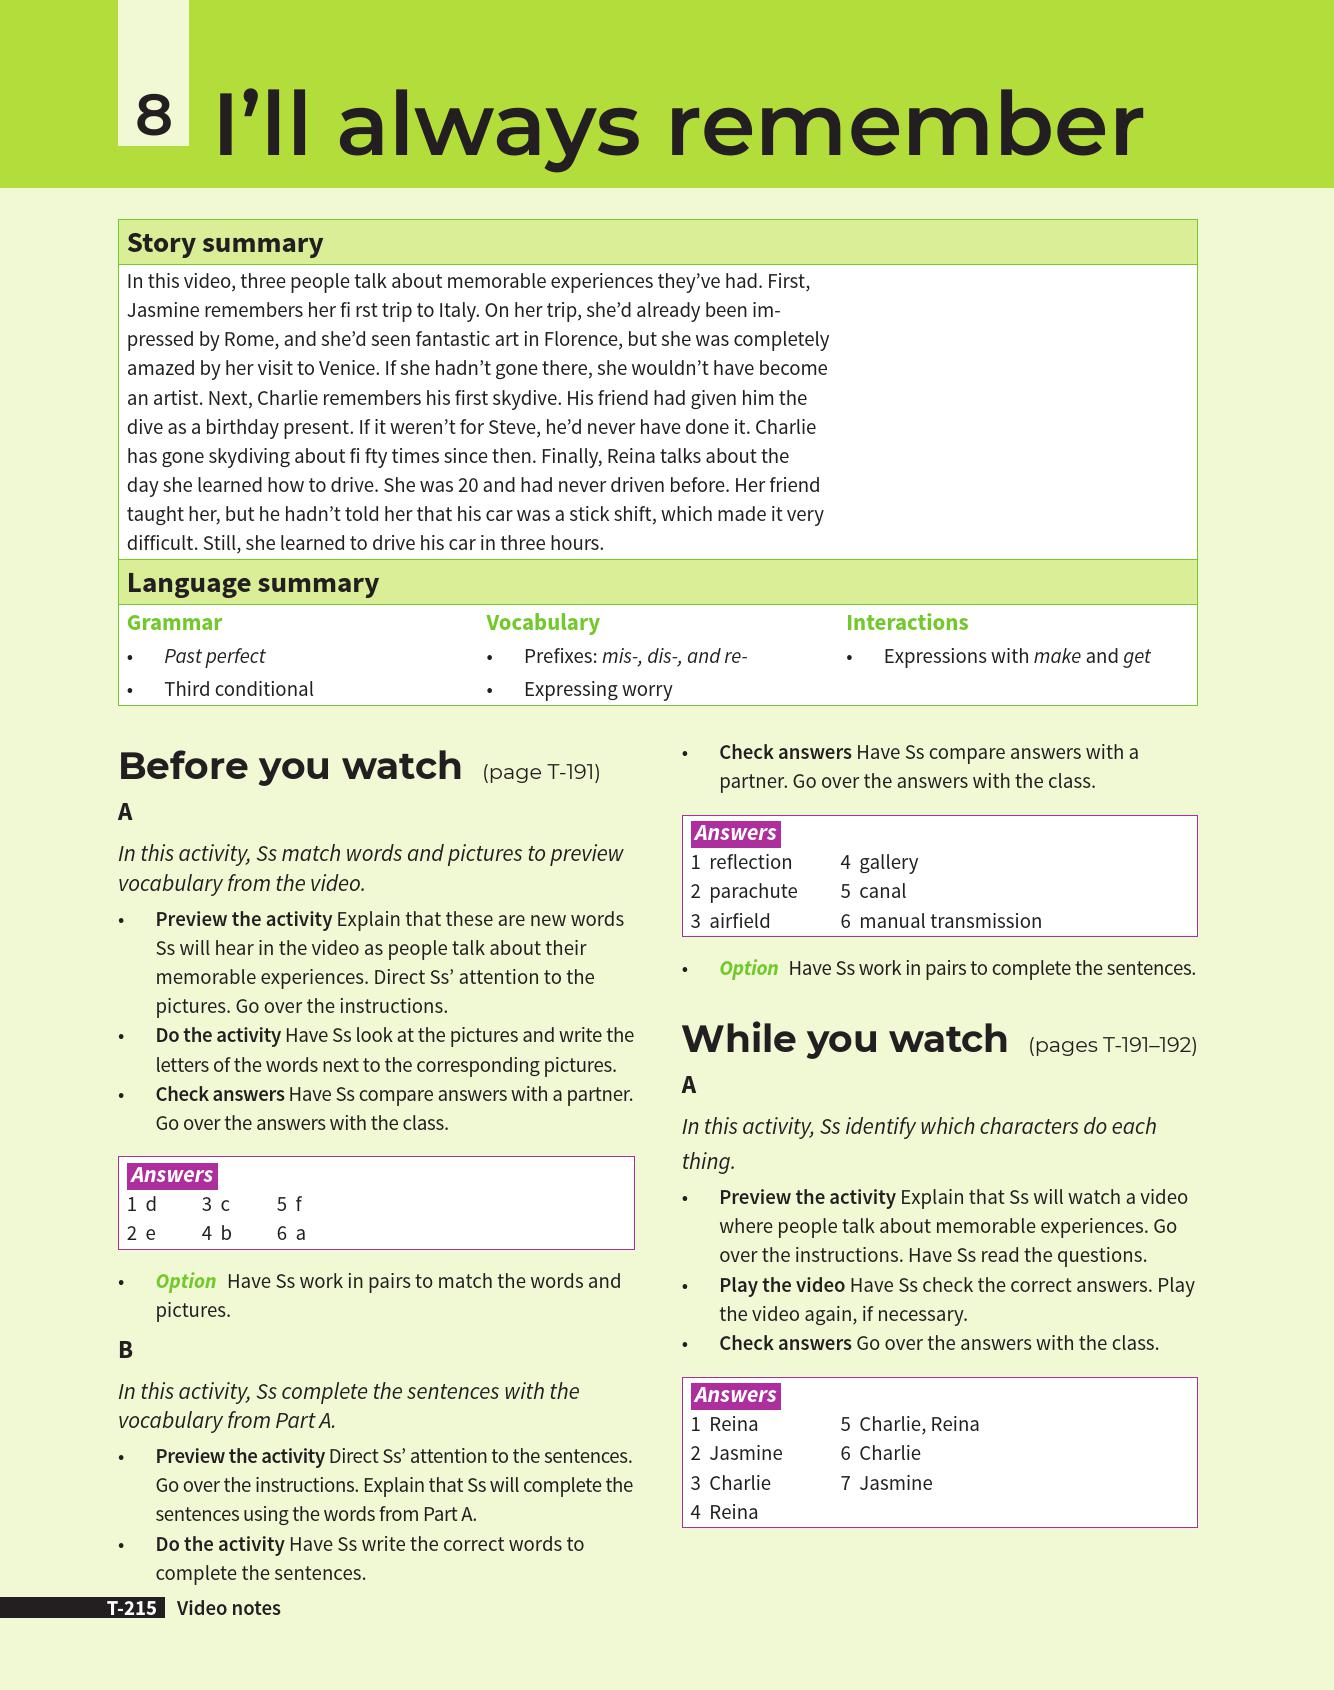 8 I’ll always remember
Story summary
In this video, three people talk about memorable experiences they’ve had. First,
Jasmine remembers her fi rst trip to Italy. On her trip, she’d already been im-
pressed by Rome, and she’d seen fantastic art in Florence, but she was completely
amazed by her visit to Venice. If she hadn’t gone there, she wouldn’t have become
an artist. Next, Charlie remembers his first skydive. His friend had given him the
dive as a birthday present. If it weren’t for Steve, he’d never have done it. Charlie
has gone skydiving about fi fty times since then. Finally, Reina talks about the
day she learned how to drive. She was 20 and had never driven before. Her friend
taught her, but he hadn’t told her that his car was a stick shift, which made it very
difficult. Still, she learned to drive his car in three hours.
Language summary
Grammar
• Past perfect
• Third conditional
Vocabulary
• Prefixes: mis-, dis-, and re-
• Expressing worry
Interactions
• Expressions with make and get
Before you watch (page T-191)
A
In this activity, Ss match words and pictures to preview
vocabulary from the video.
• Preview the activity Explain that these are new words
Ss will hear in the video as people talk about their
memorable experiences. Direct Ss’ attention to the
pictures. Go over the instructions.
• Do the activity Have Ss look at the pictures and write the
letters of the words next to the corresponding pictures.
• Check answers Have Ss compare answers with a partner.
Go over the answers with the class.
Answers
1 d 3 c 5 f
2 e 4 b 6 a
• Option Have Ss work in pairs to match the words and
pictures.
B
In this activity, Ss complete the sentences with the
vocabulary from Part A.
• Preview the activity Direct Ss’ attention to the sentences.
Go over the instructions. Explain that Ss will complete the
sentences using the words from Part A.
• Do the activity Have Ss write the correct words to
complete the sentences.
• Check answers Have Ss compare answers with a
partner. Go over the answers with the class.
Answers
1 reflection 4 gallery
2 parachute 5 canal
3 airfield 6 manual transmission
• Option Have Ss work in pairs to complete the sentences.
While you watch (pages T-191–192)
A
In this activity, Ss identify which characters do each
thing.
• Preview the activity Explain that Ss will watch a video
where people talk about memorable experiences. Go
over the instructions. Have Ss read the questions.
• Play the video Have Ss check the correct answers. Play
the video again, if necessary.
• Check answers Go over the answers with the class.
Answers
1 Reina 5 Charlie, Reina
2 Jasmine 6 Charlie
3 Charlie 7 Jasmine
4 Reina
T-215 Video notes